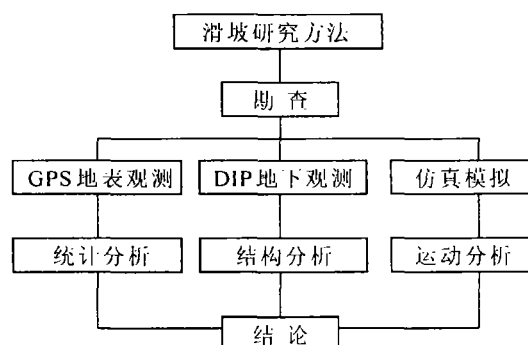 滑坡研究方法
勘查
GPS地表观测 DIP地下观测 仿真模拟
统计分析 结构分析 运动分析
结论